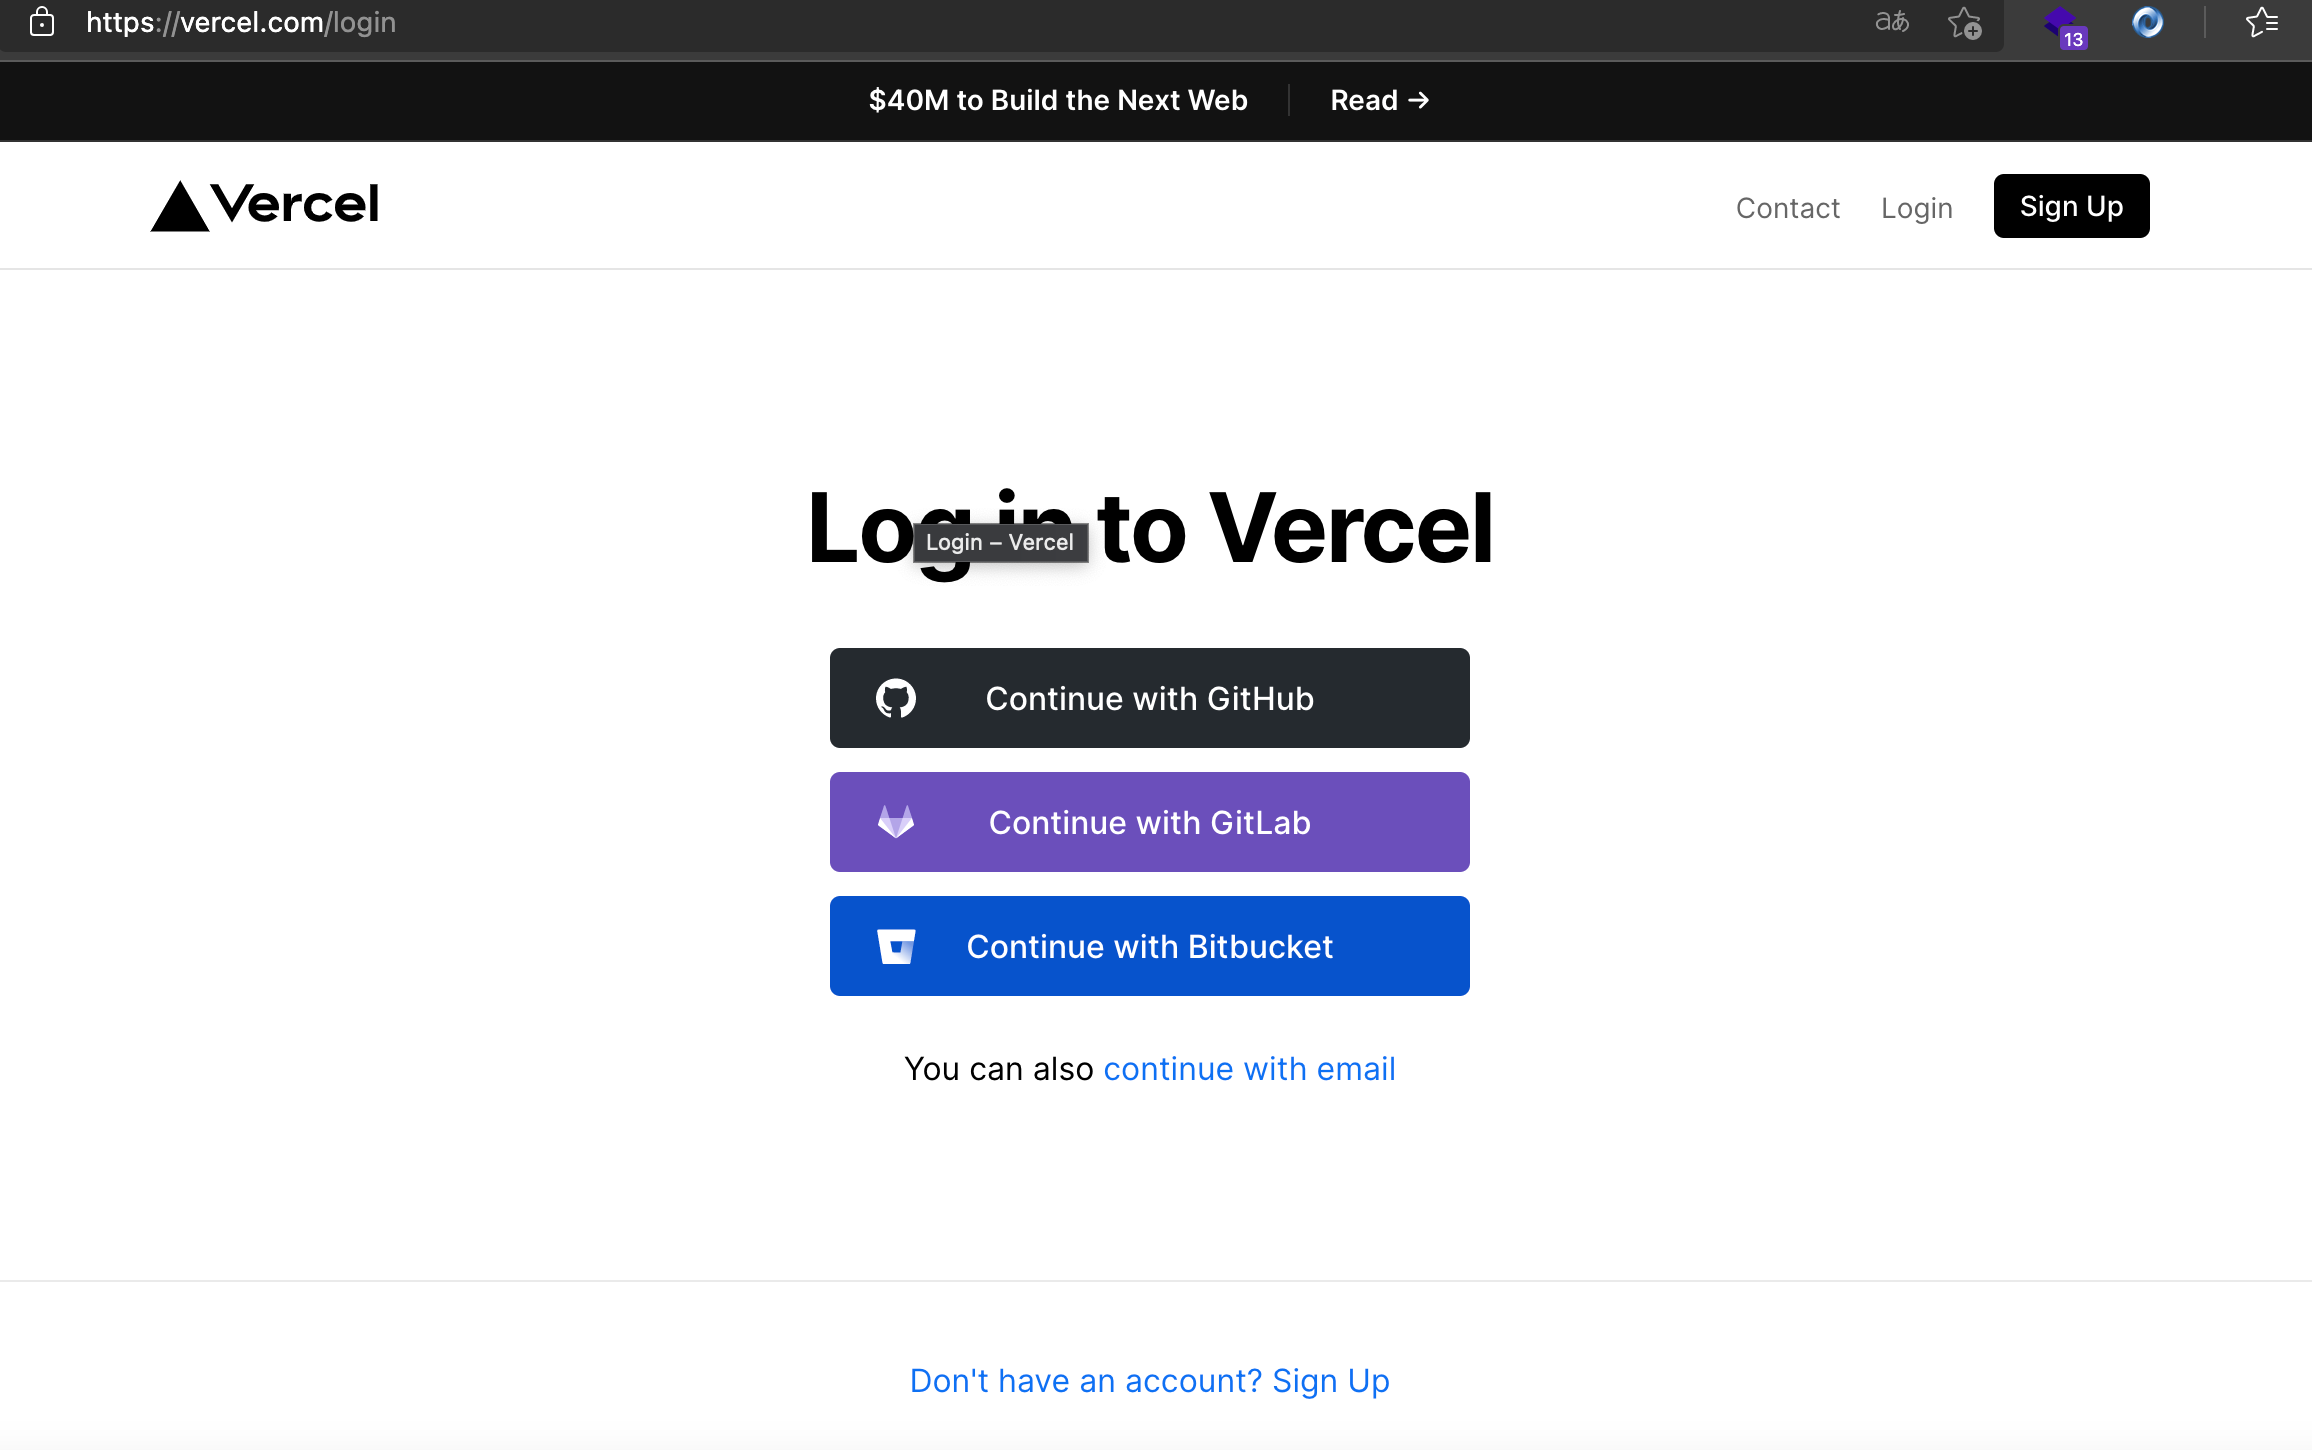 https://vercel.com/login
aあ
13
$40M to Build the Next Web
Read →
Vercel
Contact
Login
Sign Up
Log in to Vercel
Login – Vercel
Continue with GitHub
Continue with GitLab
Continue with Bitbucket
You can also continue with email
Don't have an account? Sign Up